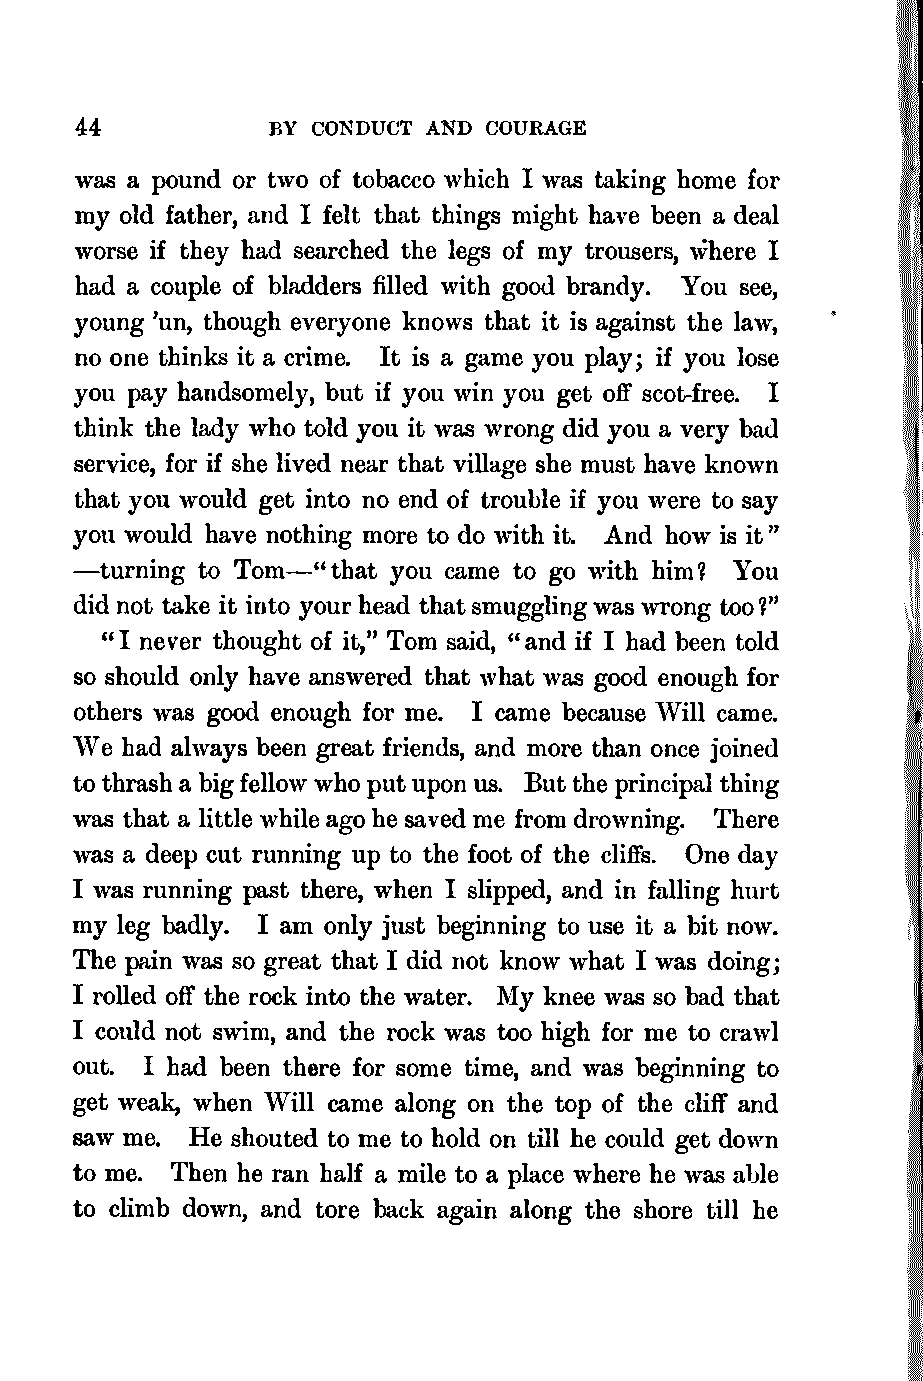 44 BY CONDUCT AND COURAGE
was a pound or two of tobacco which I was taking home for
my old father, and I felt that things might have been a deal
worse if they had searched the legs of my trousers, where I
had a couple of bladders filled with good brandy. You see,
young 'un, though everyone knows that it is against the law,
no one thinks it a crime. It is a game you play; if you lose
you pay handsomely, but if you win you get off scot-free. I
think the lady who told you it was wrong did you a very bad
service, for if she lived near that village she must have known
that you would get into no end of trouble if you were to say
you would have nothing more to do with it. And how is it"
—turning to Tom—"that you came to go with him? You
did not take it into your head that smuggling was wrong too?"
"I never thought of it," Tom said, "and if I had been told
so should only have answered that what was good enough for
others was good enough for me. I came because Will came.
We had always been great friends, and more than once joined
to thrash a big fellow who put upon us. But the principal thing
was that a little while ago he saved me from drowning. There
was a deep cut running up to the foot of the cliffs. One day
I was running past there, when I slipped, and in falling hurt
my leg badly. I am only just beginning to use it a bit now.
The pain was so great that I did not know what I was doing;
I rolled off the rock into the water. My knee was so bad that
I could not swim, and the rock was too high for me to crawl
out. I had been there for some time, and was beginning to
get weak, when Will came along on the top of the cliff and
saw me. He shouted to me to hold on till he could get down
to me. Then he ran half a mile to a place where he was able
to climb down, and tore back again along the shore till he